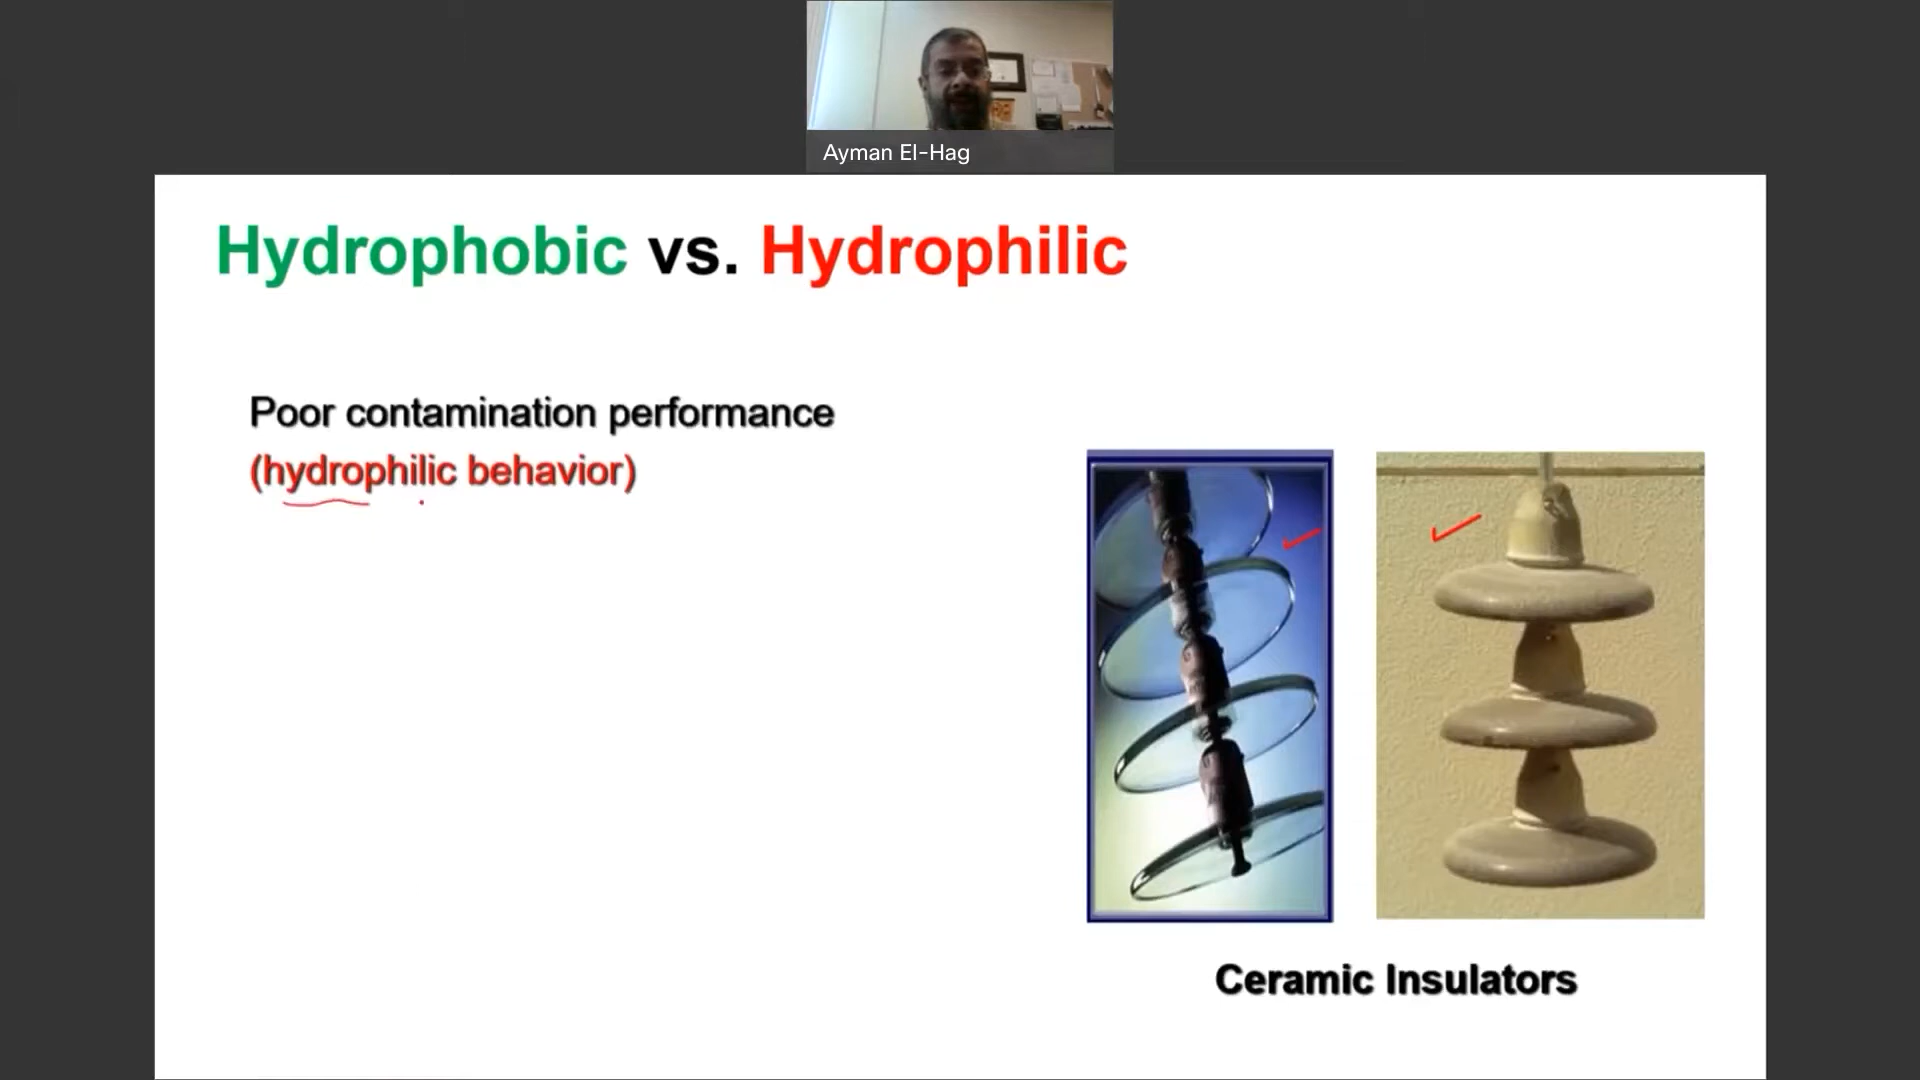 Ayman El-Hag
Hydrophobic vs. Hydrophilic
Poor contamination performance
(hydrophilic behavior)
Ceramic Insulators